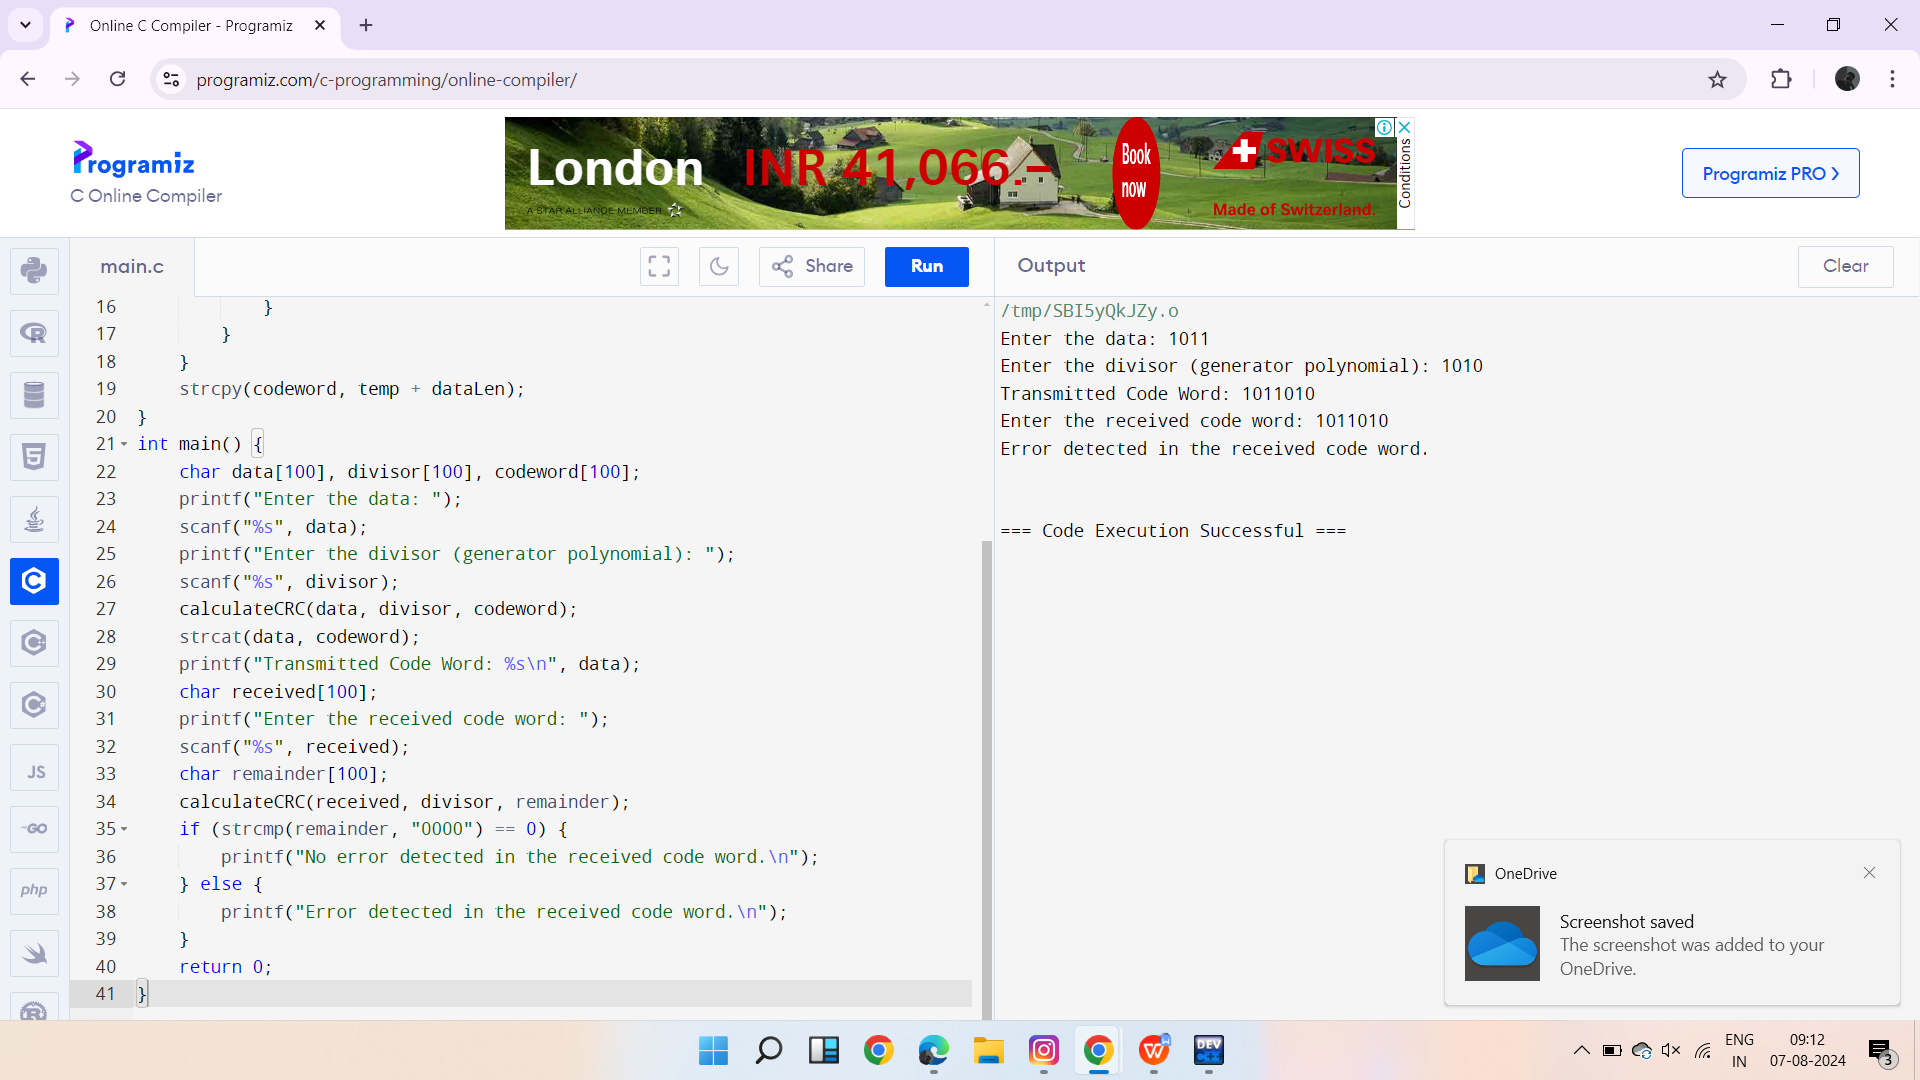 Online C Compiler - Programiz
programiz.com/c-programming/online-compiler/
Programiz
C Online Compiler
London INR 41,066.–
A STAR ALLIANCE MEMBER
Book
now
SWISS
Made of Switzerland.
Conditions
Programiz PRO
main.c
Share
Run
Output
Clear
16 }
17 }
18 }
19 strcpy(codeword, temp + dataLen);
20 }
21 int main() {
22 char data[100], divisor[100], codeword[100];
23 printf("Enter the data: ");
24 scanf("%s", data);
25 printf("Enter the divisor (generator polynomial): ");
26 scanf("%s", divisor);
27 calculateCRC(data, divisor, codeword);
28 strcat(data, codeword);
29 printf("Transmitted Code Word: %s\n", data);
30 char received[100];
31 printf("Enter the received code word: ");
32 scanf("%s", received);
33 char remainder[100];
34 calculateCRC(received, divisor, remainder);
35 if (strcmp(remainder, "0000") == 0) {
36 printf("No error detected in the received code word.\n");
37 } else {
38 printf("Error detected in the received code word.\n");
39 }
40 return 0;
41 }
/tmp/SBI5yQkJZy.o
Enter the data: 1011
Enter the divisor (generator polynomial): 1010
Transmitted Code Word: 1011010
Enter the received code word: 1011010
Error detected in the received code word.
=== Code Execution Successful ===
JS
GO
php
OneDrive
Screenshot saved
The screenshot was added to your
OneDrive.
DEV
ENG
IN
09:12
07-08-2024
3